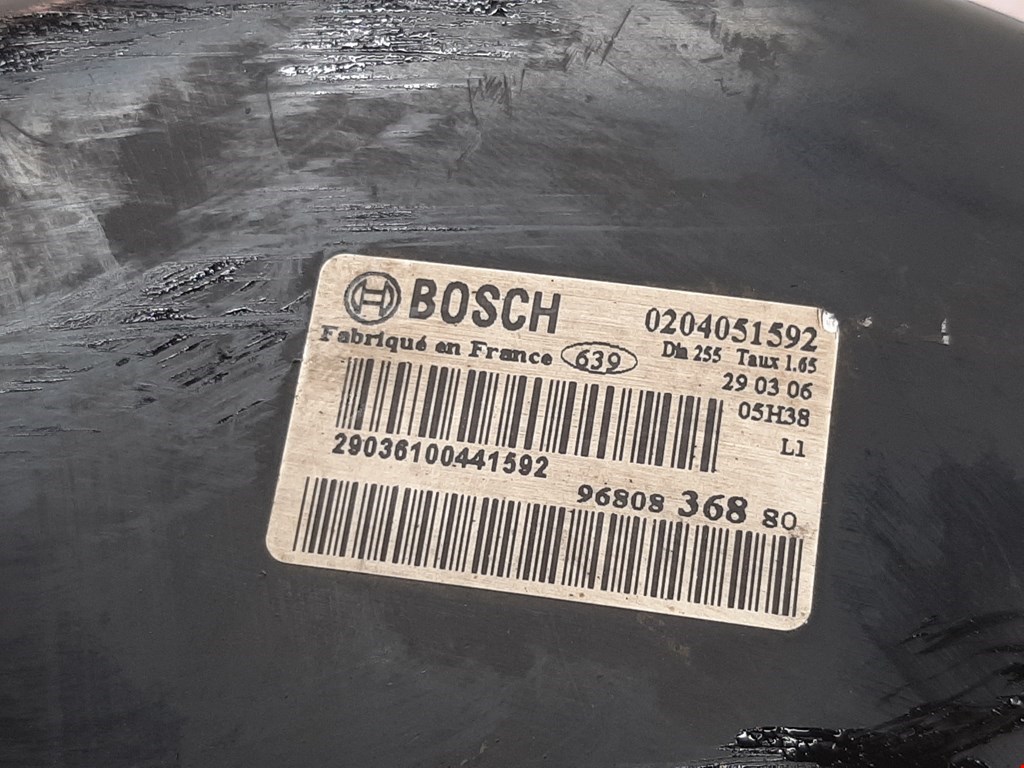 BOSCH 0204051592
Fabriqué en France 639 Dia 255 Taux 1.65
29 03 06
05H38
L1
29036100441592
96808 368 80